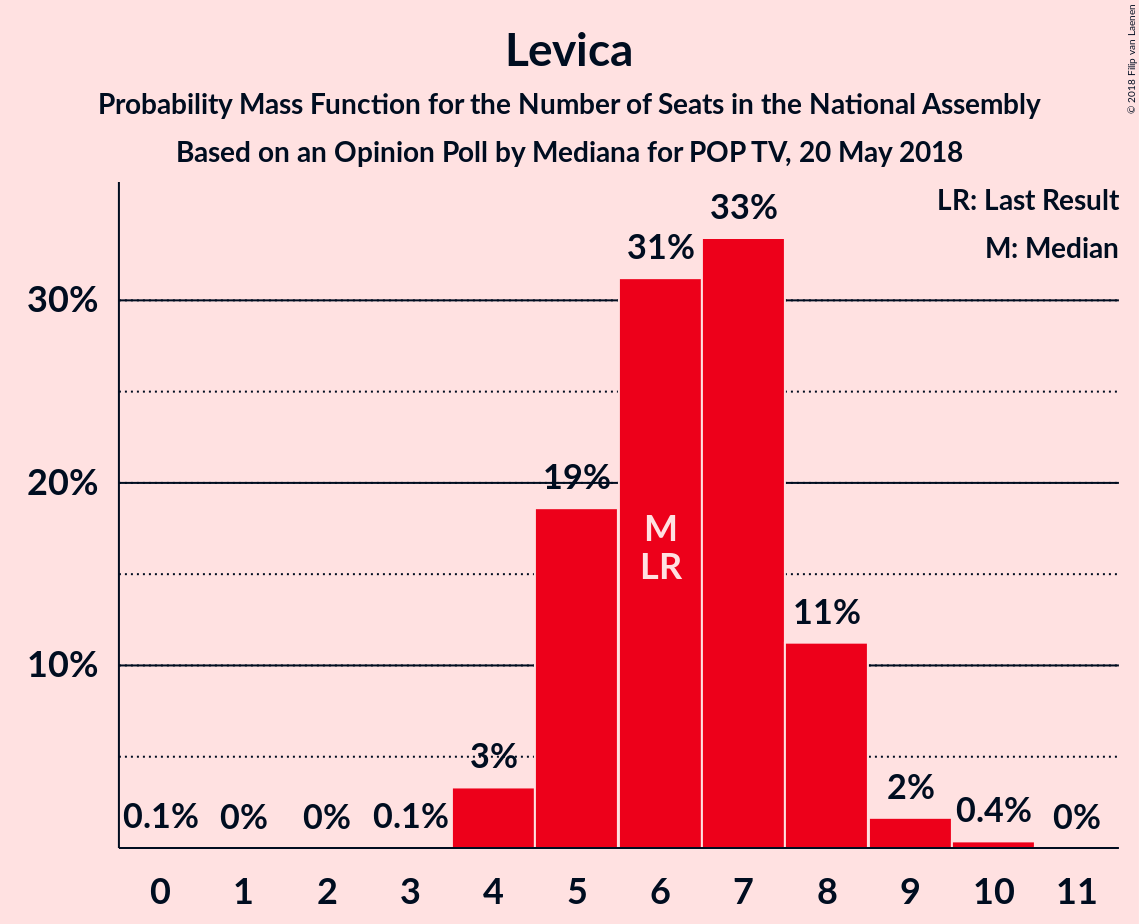 Levica
Probability Mass Function for the Number of Seats in the National Assembly
Based on an Opinion Poll by Mediana for POP TV, 20 May 2018
© 2018 Filip van Laenen
LR: Last Result
M: Median
30%
20%
10%
0.1%
0%
0%
0.1%
3%
19%
31%
33%
11%
2%
0.4%
0%
M
LR
0 1 2 3 4 5 6 7 8 9 10 11